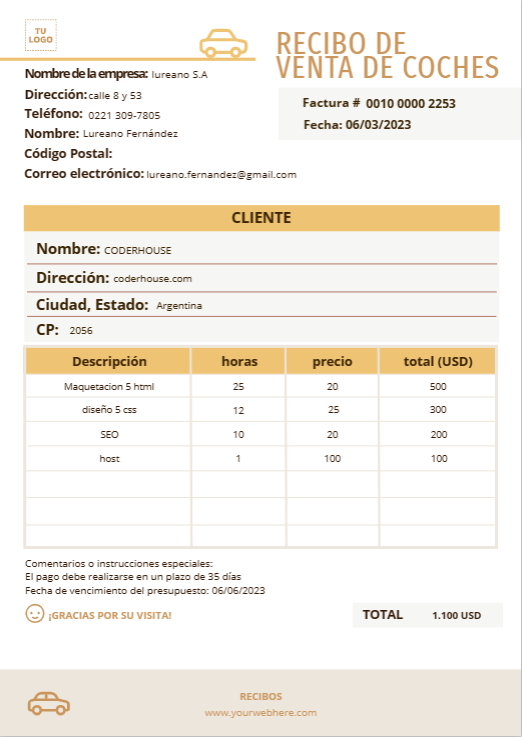 TU
LOGO
RECIBO DE
VENTA DE COCHES
Nombre de la empresa: Iureano S.A
Dirección: calle 8 y 53
Teléfono: 0221 309-7805
Nombre: Lureano Fernández
Código Postal:
Correo electrónico: lureano.fernandez@gmail.com
Factura # 0010 0000 2253
Fecha: 06/03/2023
CLIENTE
Nombre: CODERHOUSE
Dirección: coderhouse.com
Ciudad, Estado: Argentina
CP: 2056
Descripción horas precio total (USD)
Maquetacion 5 html 25 20 500
diseño 5 css 12 25 300
SEO 10 20 200
host 1 100 100
Comentarios o instrucciones especiales:
El pago debe realizarse en un plazo de 35 días
Fecha de vencimiento del presupuesto: 06/06/2023
¡GRACIAS POR SU VISITA!
TOTAL 1.100 USD
RECIBOS
www.yourwebhere.com